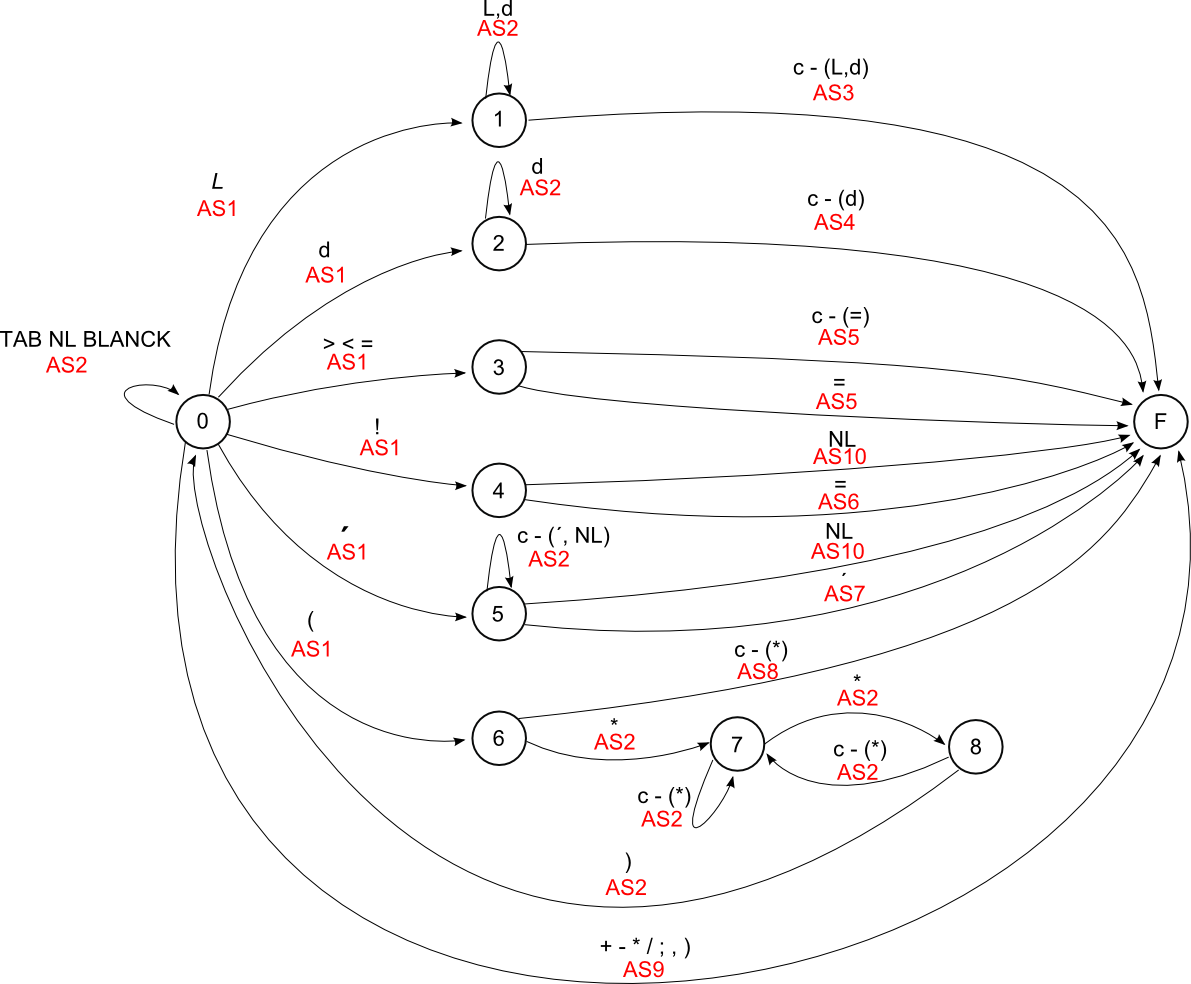 L,d
AS2
1
c - (L,d)
AS3
L
AS1
d
AS2
2
c - (d)
AS4
d
AS1
TAB NL BLANCK
AS2
0
> < =
AS1
3
c - (=)
AS5
=
AS5
F
!
AS1
4
NL
AS10
=
AS6
´
AS1
c - (´, NL)
AS2
5
NL
AS10
´
AS7
(
AS1
6
c - (*)
AS8
*
AS2
7
*
AS2
8
c - (*)
AS2
c - (*)
AS2
)
AS2
+ - * / ; , )
AS9